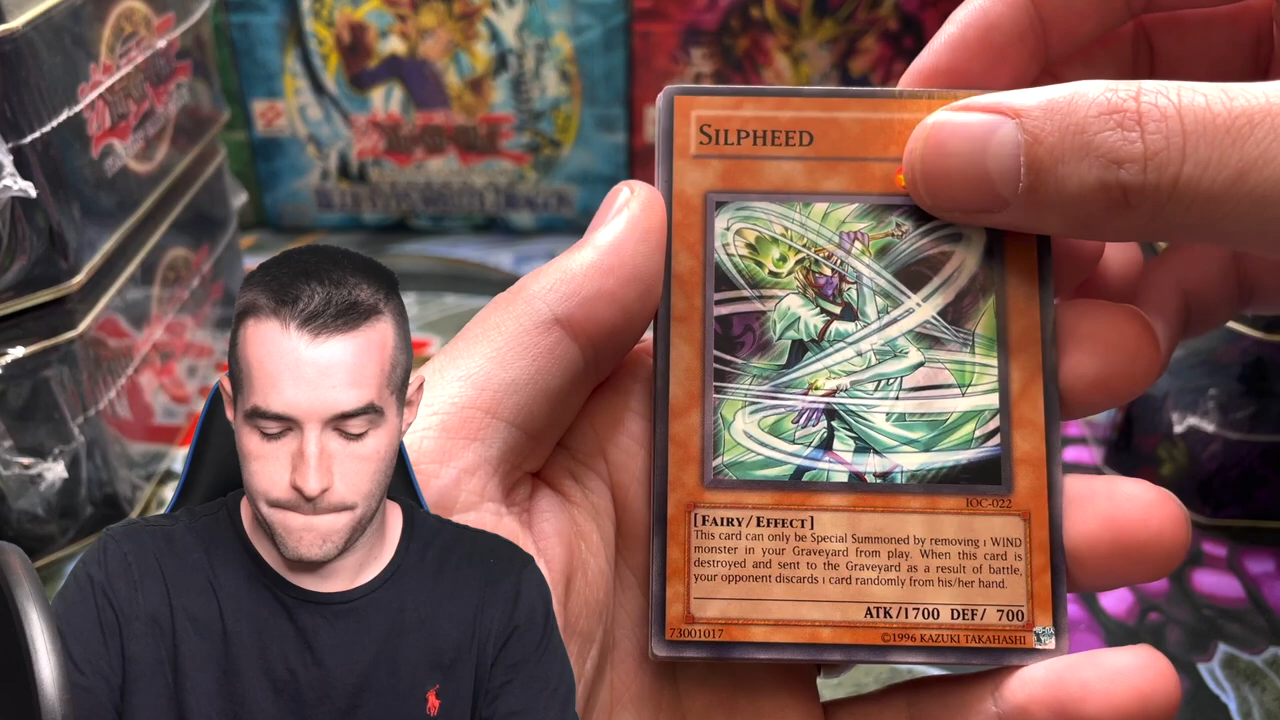 SILPHEED
IOC-022
[FAIRY/EFFECT]
This card can only be Special Summoned by removing 1 WIND
monster in your Graveyard from play. When this card is
destroyed and sent to the Graveyard as a result of battle,
your opponent discards 1 card randomly from his/her hand.
ATK/1700 DEF/ 700
73001017
©1996 KAZUKI TAKAHASHI